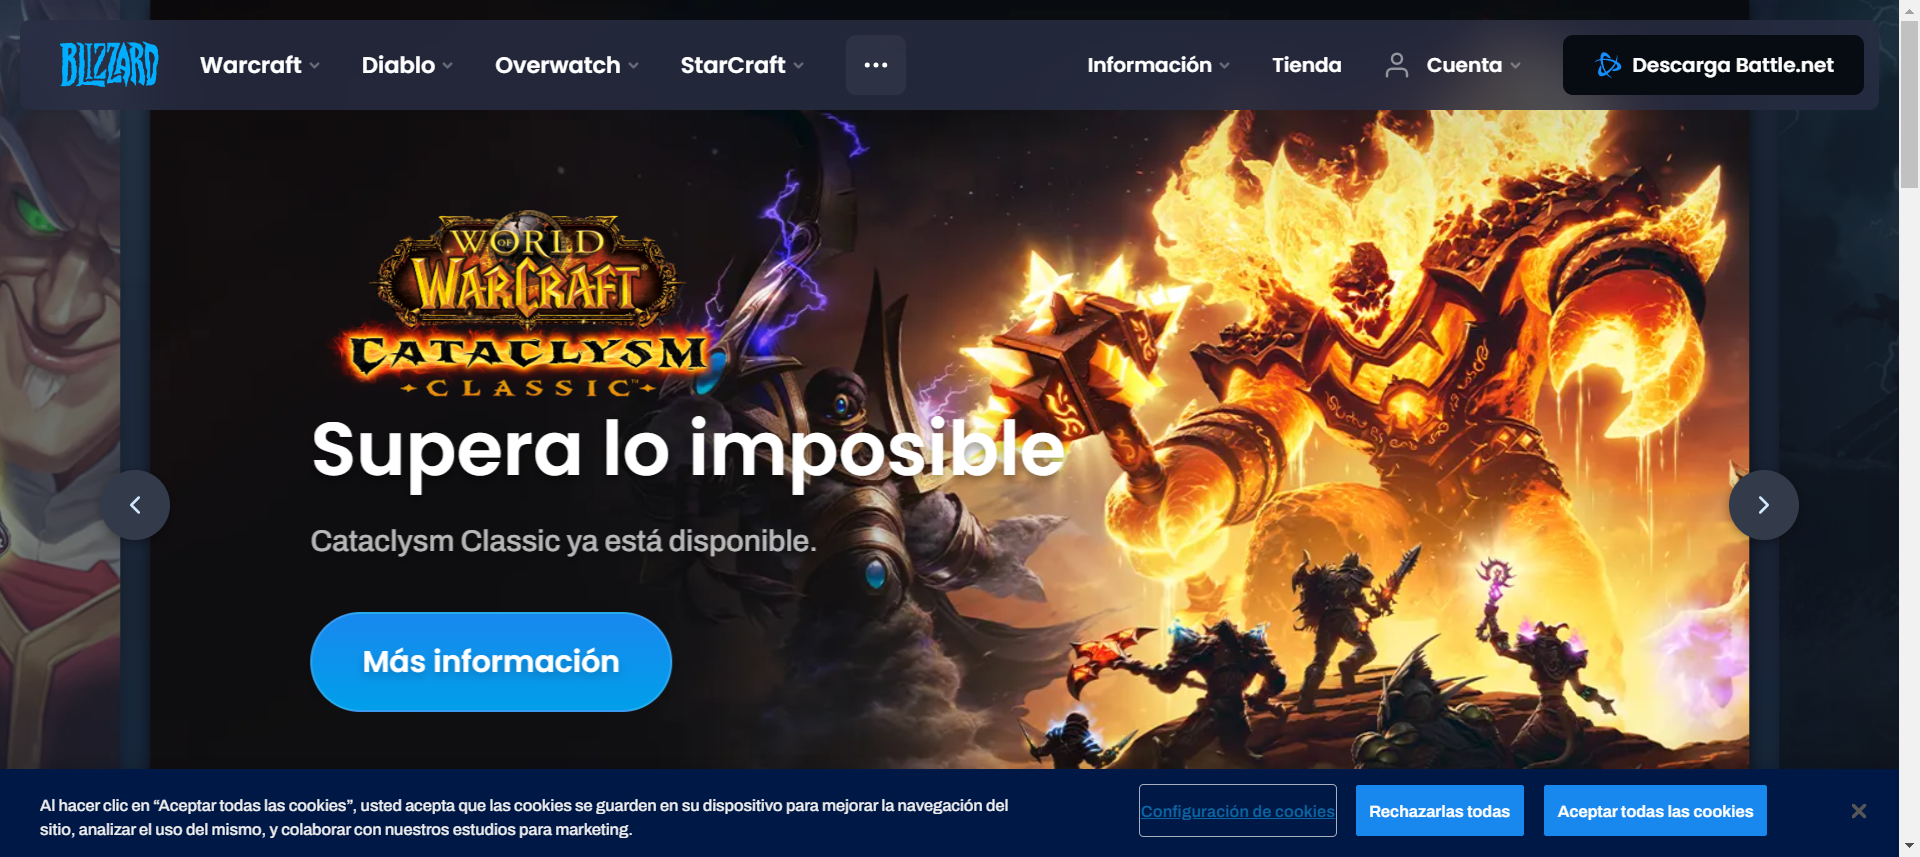 BLIZZARD
Warcraft
Diablo
Overwatch
StarCraft
Información
Tienda
Cuenta
Descarga Battle.net
WORLD OF WARCRAFT®
CATACLYSM
CLASSIC™
Supera lo imposible
Cataclysm Classic ya está disponible.
Más información
Al hacer clic en “Aceptar todas las cookies”, usted acepta que las cookies se guarden en su dispositivo para mejorar la navegación del
sitio, analizar el uso del mismo, y colaborar con nuestros estudios para marketing.
Configuración de cookies
Rechazarlas todas
Aceptar todas las cookies